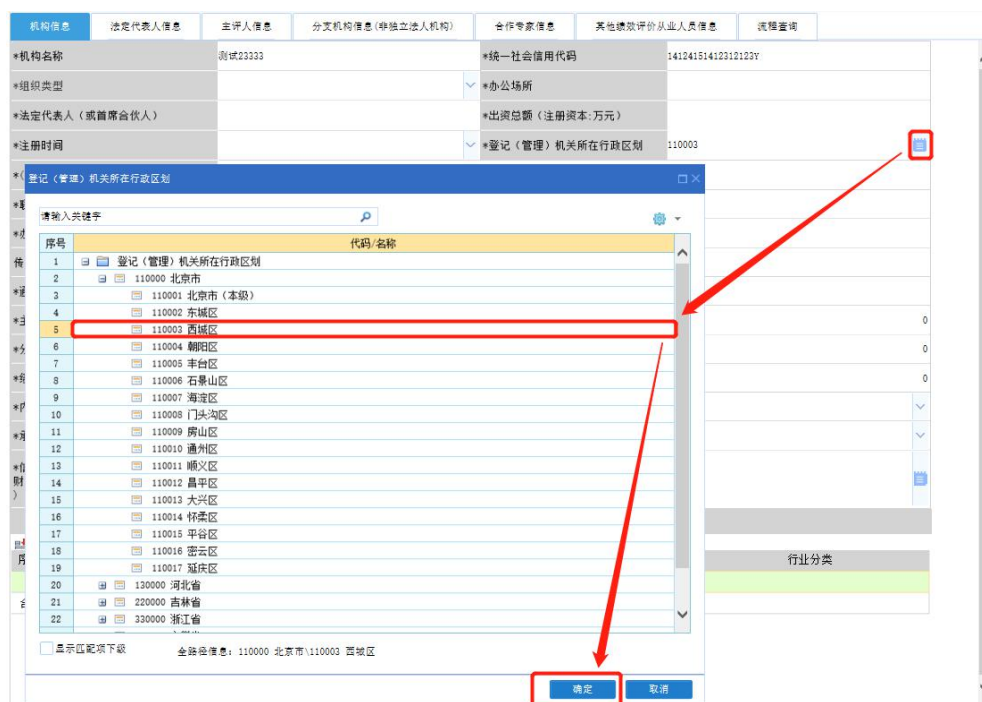 机构信息 法定代表人信息 主评人信息 分支机构信息(非独立法人机构) 合作专家信息 其他绩效评价从业人员信息 流程查询
*机构名称 测试23333 *统一社会信用代码 14124151412312123Y
*组织类型 *办公场所
*法定代表人（或首席合伙人） *出资总额（注册资本:万元）
*注册时间 *登记（管理）机关所在行政区划 110003
登记（管理）机关所在行政区划
请输入关键字
序号 代码/名称
1 登记（管理）机关所在行政区划
2 110000 北京市
3 110001 北京市（本级）
4 110002 东城区
5 110003 西城区
6 110004 朝阳区
7 110005 丰台区
8 110006 石景山区
9 110007 海淀区
10 110008 门头沟区
11 110009 房山区
12 110010 通州区
13 110011 顺义区
14 110012 昌平区
15 110013 大兴区
16 110014 怀柔区
17 110015 平谷区
18 110016 密云区
19 110017 延庆区
20 130000 河北省
21 220000 吉林省
22 330000 浙江省
0
0
0
财
）
行业分类
显示匹配项下级 全路径信息：110000 北京市\110003 西城区
确定 取消